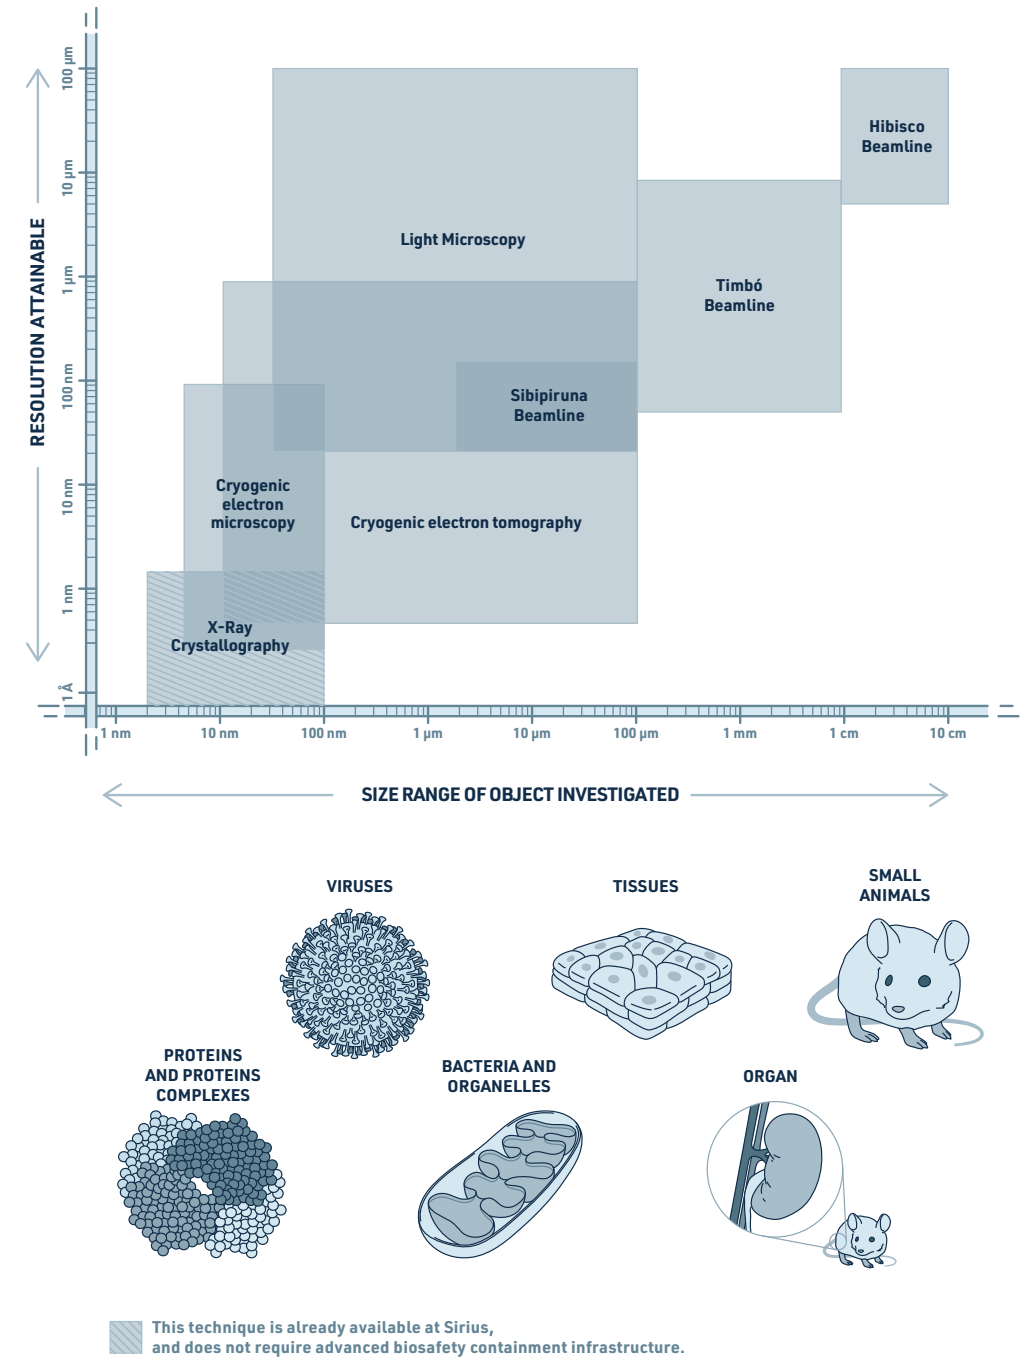 100 µm
10 µm
1 µm
100 nm
10 nm
1 nm
1 Å
RESOLUTION ATTAINABLE
Hibisco
Beamline
Light Microscopy
Timbó
Beamline
Sibipiruna
Beamline
Cryogenic
electron
microscopy
Cryogenic electron tomography
X-Ray
Crystallography
1 nm
10 nm
100 nm
1 µm
10 µm
100 µm
1 mm
1 cm
10 cm
SIZE RANGE OF OBJECT INVESTIGATED
VIRUSES
TISSUES
SMALL
ANIMALS
PROTEINS
AND PROTEINS
COMPLEXES
BACTERIA AND
ORGANELLES
ORGAN
This technique is already available at Sirius,
and does not require advanced biosafety containment infrastructure.